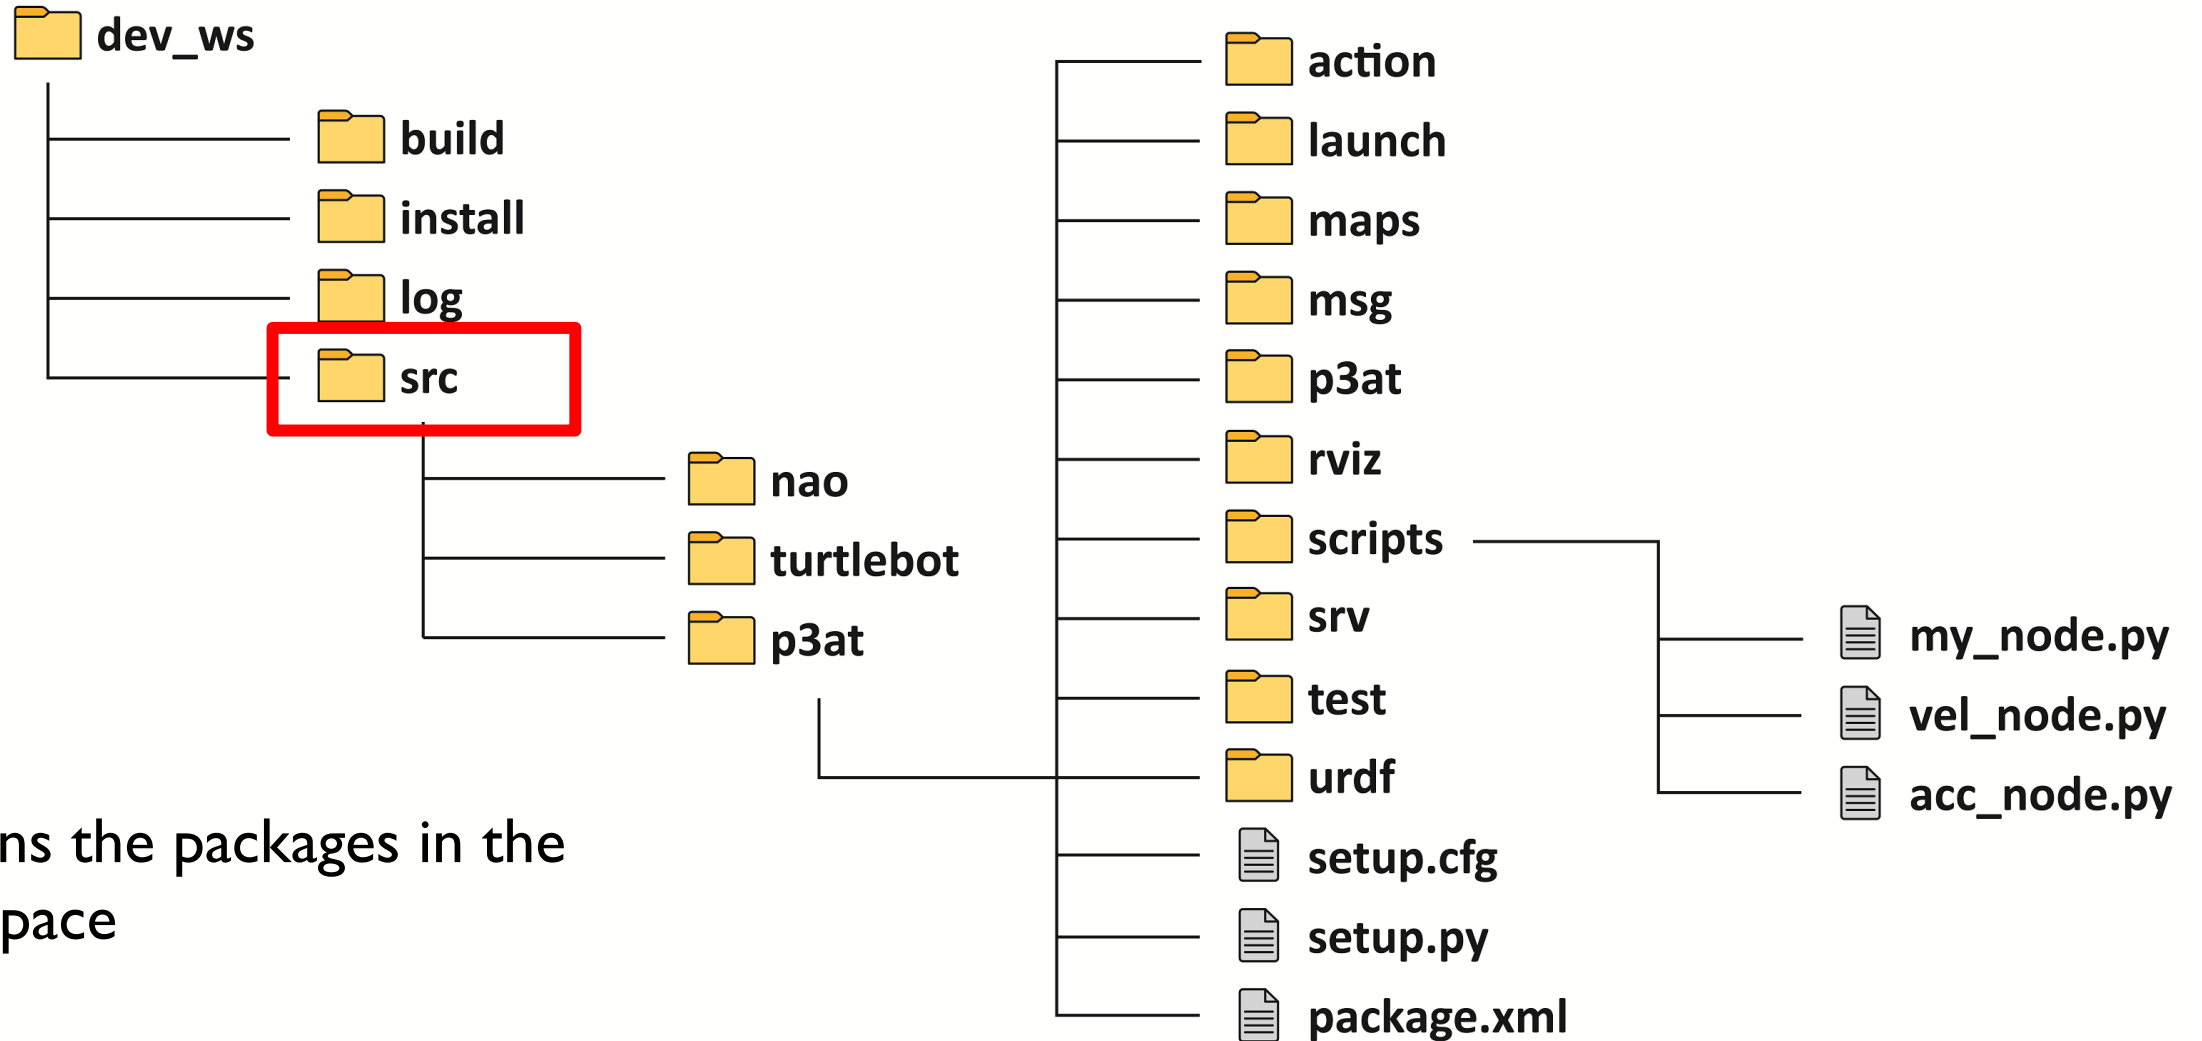 dev_ws
build
install
log
src
nao
turtlebot
p3at
action
launch
maps
msg
p3at
rviz
scripts
srv
test
urdf
setup.cfg
setup.py
package.xml
my_node.py
vel_node.py
acc_node.py
ns the packages in the
pace